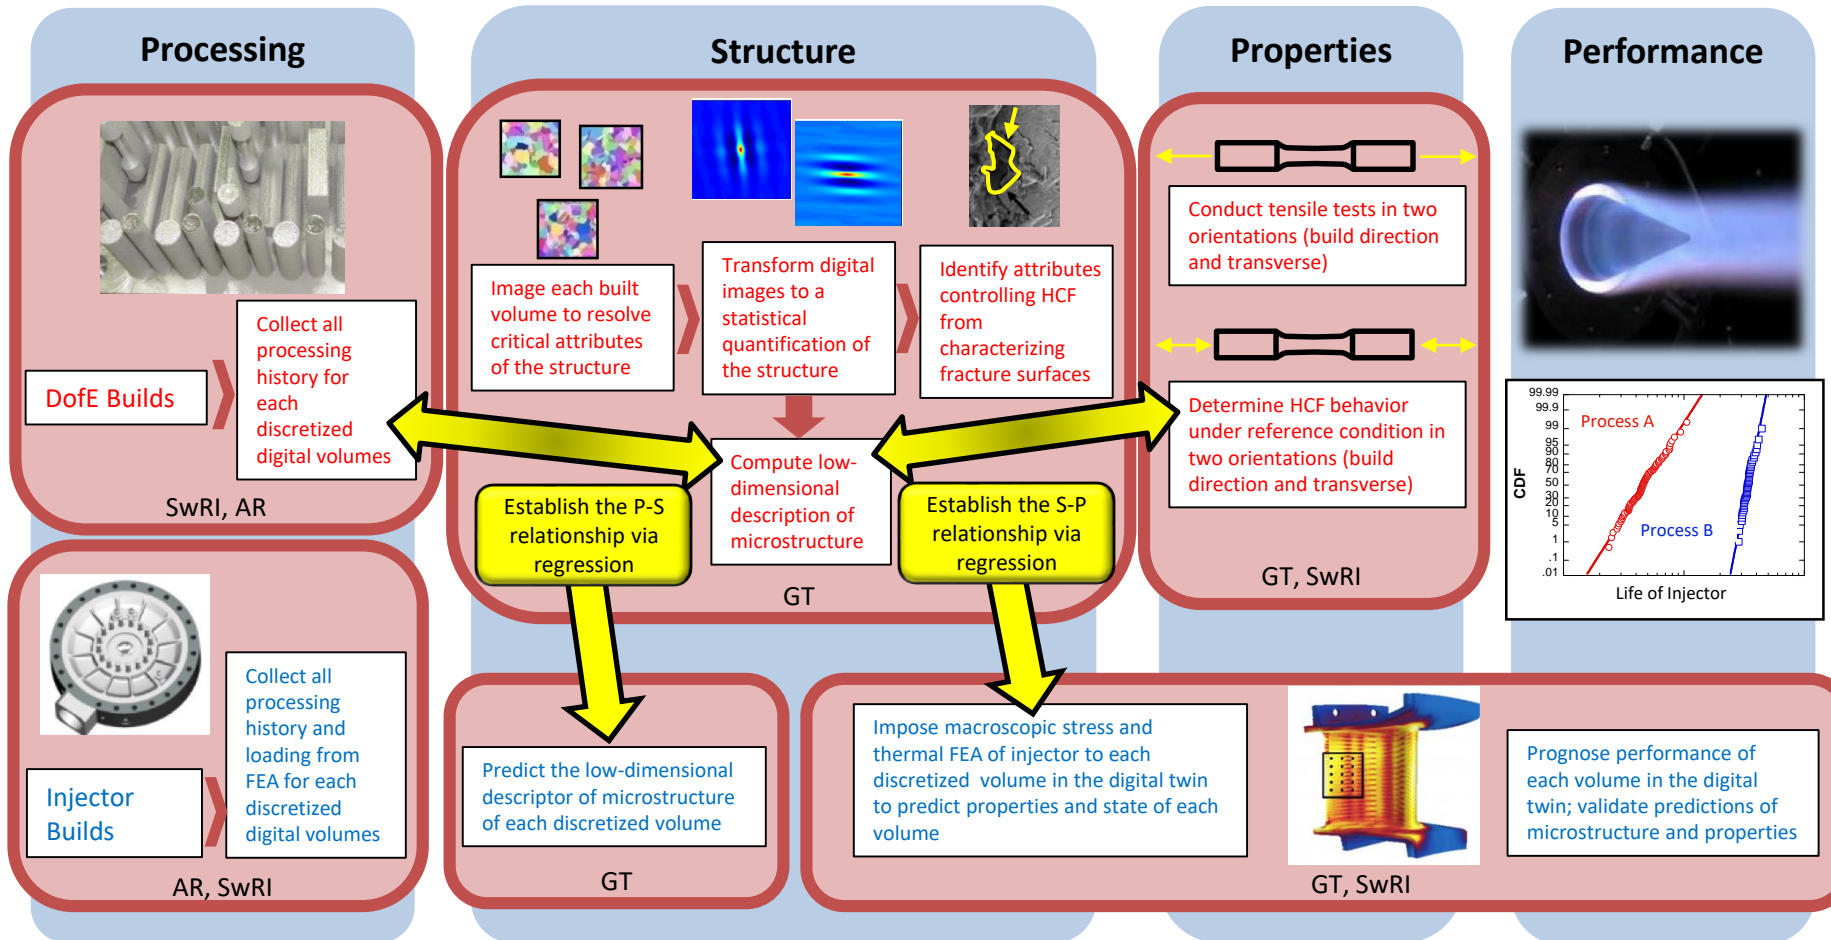 Processing
Structure
Properties
Performance
DofE Builds
Collect all
processing
history for
each
discretized
digital volumes
SwRI, AR
Image each built
volume to resolve
critical attributes
of the structure
Transform digital
images to a
statistical
quantification of
the structure
Identify attributes
controlling HCF
from
characterizing
fracture surfaces
Compute low-
dimensional
description of
microstructure
Establish the P-S
relationship via
regression
Establish the S-P
relationship via
regression
GT
Conduct tensile tests in two
orientations (build direction
and transverse)
Determine HCF behavior
under reference condition in
two orientations (build
direction and transverse)
GT, SwRI
99.99
99.9
99
95
90
80
70
50
30
20
10
5
1
.1
.01
CDF
Process A
Process B
Life of Injector
Injector
Builds
Collect all
processing
history and
loading from
FEA for each
discretized
digital volumes
AR, SwRI
Predict the low-dimensional
descriptor of microstructure
of each discretized volume
GT
Impose macroscopic stress and
thermal FEA of injector to each
discretized volume in the digital twin
to predict properties and state of each
volume
Prognose performance of
each volume in the digital
twin; validate predictions of
microstructure and properties
GT, SwRI